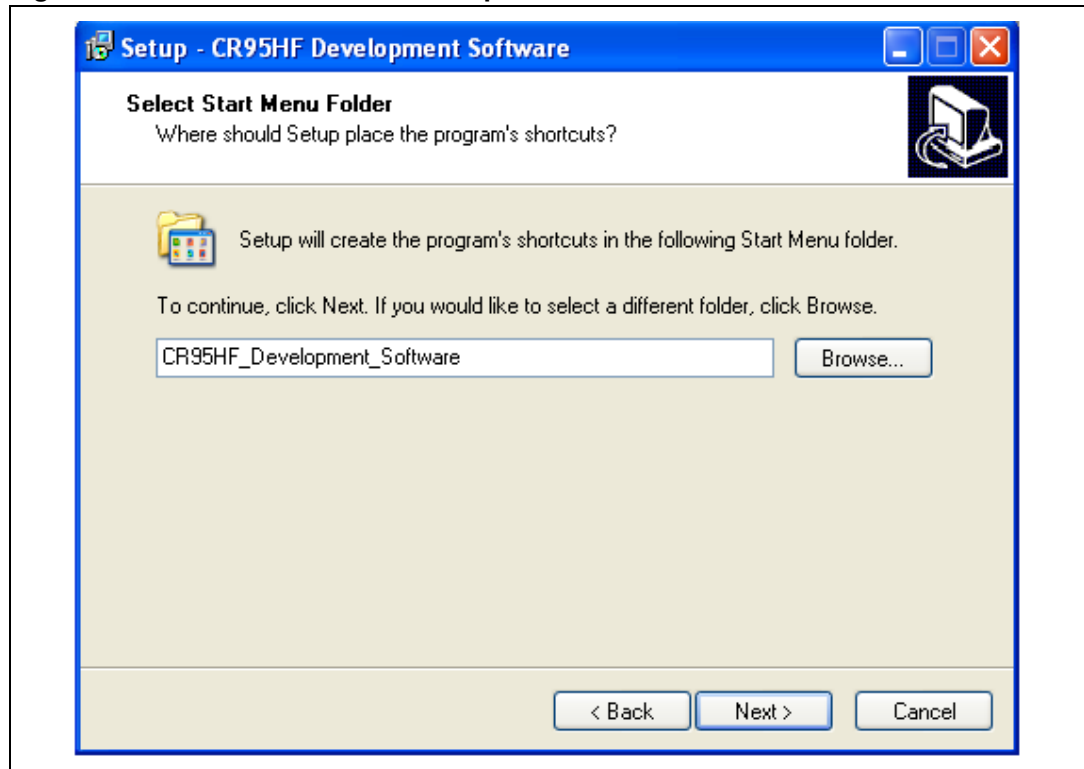 Setup - CR95HF Development Software
Select Start Menu Folder
Where should Setup place the program's shortcuts?
Setup will create the program's shortcuts in the following Start Menu folder.
To continue, click Next. If you would like to select a different folder, click Browse.
CR95HF_Development_Software
Browse...
< Back
Next >
Cancel